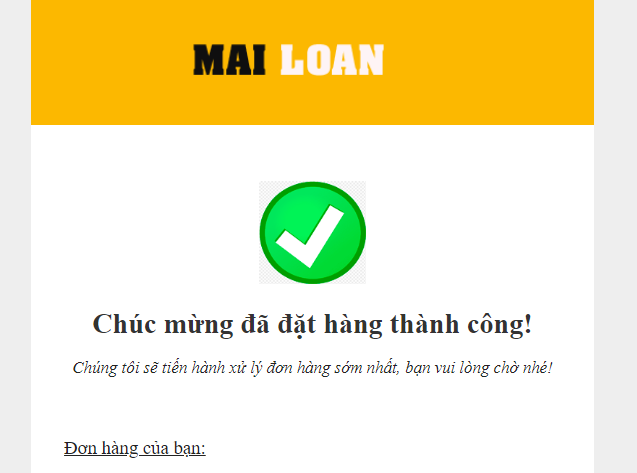 MAI LOAN
Chúc mừng đã đặt hàng thành công!
Chúng tôi sẽ tiến hành xử lý đơn hàng sớm nhất, bạn vui lòng chờ nhé!
Đơn hàng của bạn: